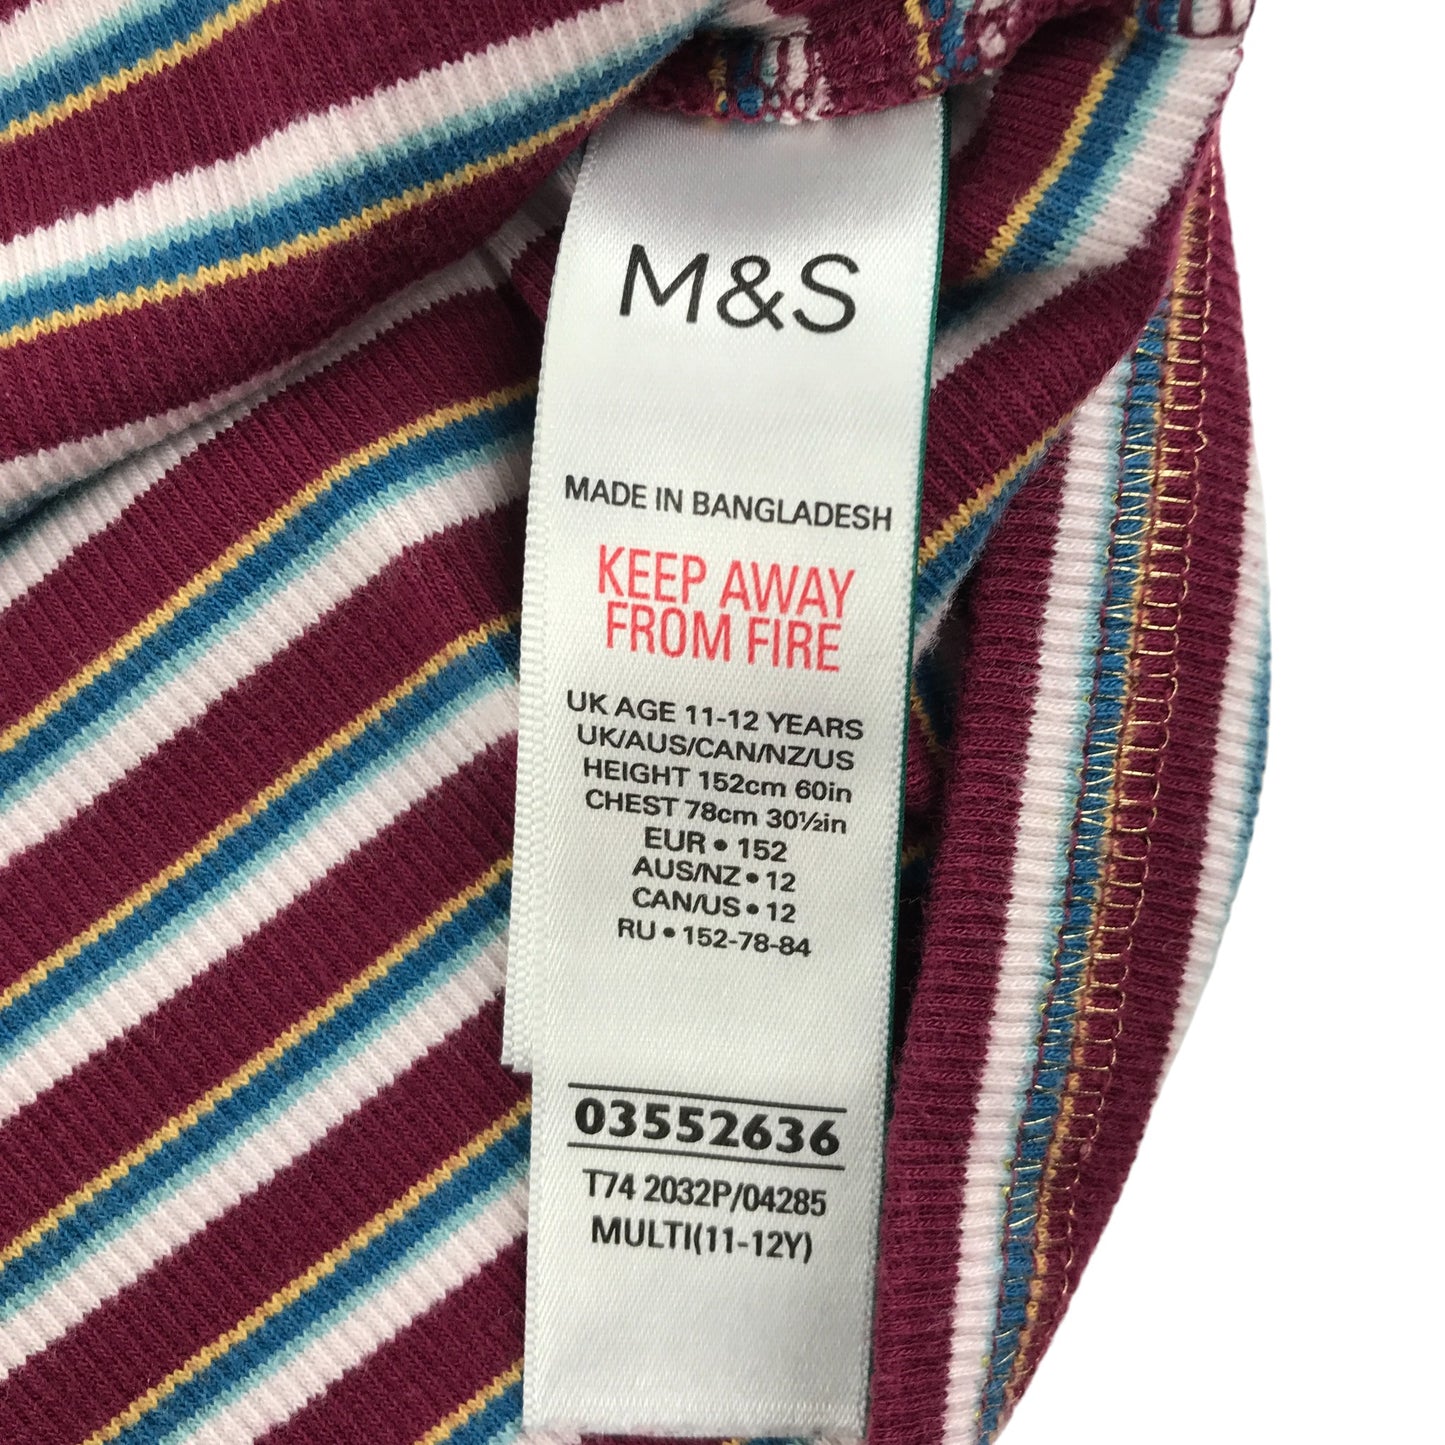 M&S
MADE IN BANGLADESH
KEEP AWAY
FROM FIRE
UK AGE 11-12 YEARS
UK/AUS/CAN/NZ/US
HEIGHT 152cm 60in
CHEST 78cm 30½in
EUR • 152
AUS/NZ • 12
CAN/US • 12
RU • 152-78-84
03552636
T74 2032P/04285
MULTI(11-12Y)